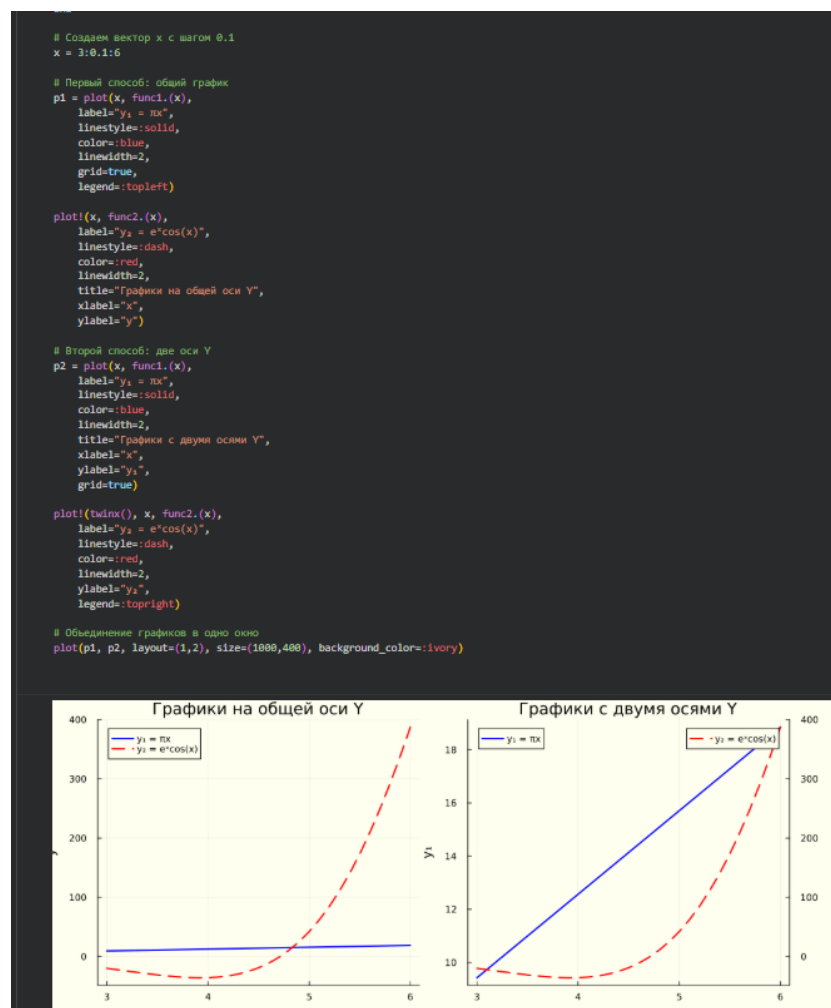 # Создаем вектор x с шагом 0.1
x = 3:0.1:6
# Первый способ: общий график
p1 = plot(x, func1.(x),
label="y₁ = πx",
linestyle=:solid,
color=:blue,
linewidth=2,
grid=true,
legend=:topleft)
plot!(x, func2.(x),
label="y₂ = eˣcos(x)",
linestyle=:dash,
color=:red,
linewidth=2,
title="Графики на общей оси Y",
xlabel="x",
ylabel="y")
# Второй способ: две оси Y
p2 = plot(x, func1.(x),
label="y₁ = πx",
linestyle=:solid,
color=:blue,
linewidth=2,
title="Графики с двумя осями Y",
xlabel="x",
ylabel="y₁",
grid=true)
plot!(twinx(), x, func2.(x),
label="y₂ = eˣcos(x)",
linestyle=:dash,
color=:red,
linewidth=2,
ylabel="y₂",
legend=:topright)
# Объединение графиков в одно окно
plot(p1, p2, layout=(1,2), size=(1000,400), background_color=:ivory)
Графики на общей оси Y
400
300
200
100
0
y₁ = πx
y₂ = eˣcos(x)
3 4 5 6
Графики с двумя осями Y
y₁
18
16
14
12
10
y₁ = πx
y₂ = eˣcos(x)
400
300
200
100
0
3 4 5 6